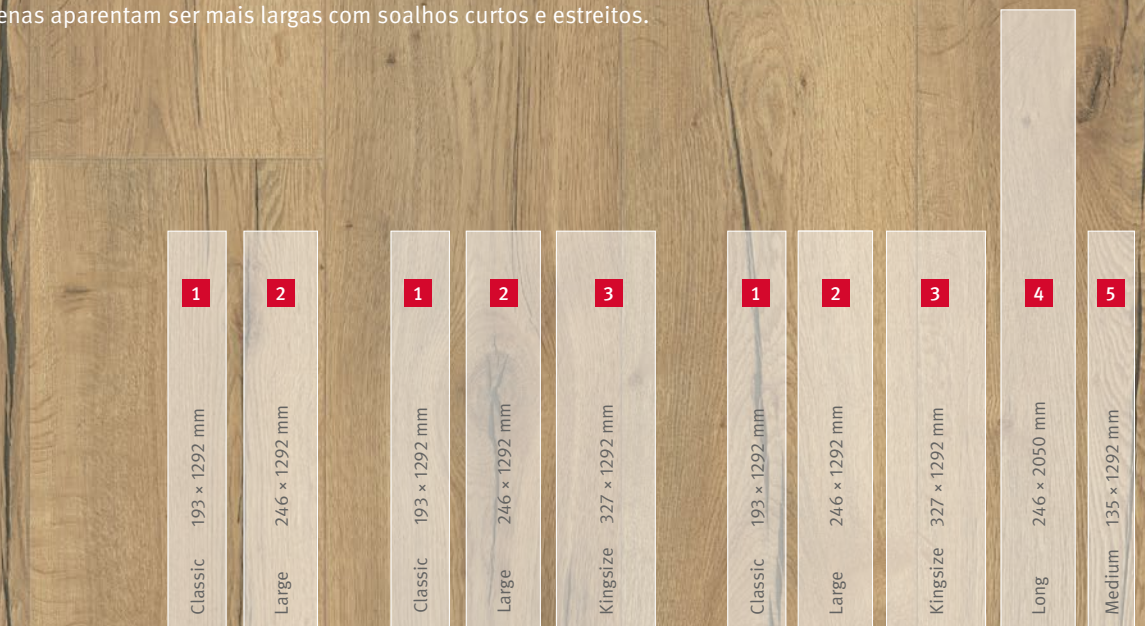 aparentam ser mais largas com soalhos curtos e estreitos.
1
Classic 193 × 1292 mm
2
Large 246 × 1292 mm
1
Classic 193 × 1292 mm
2
Large 246 × 1292 mm
3
Kingsize 327 × 1292 mm
1
Classic 193 × 1292 mm
2
Large 246 × 1292 mm
3
Kingsize 327 × 1292 mm
4
Long 246 × 2050 mm
5
Medium 135 × 1292 mm